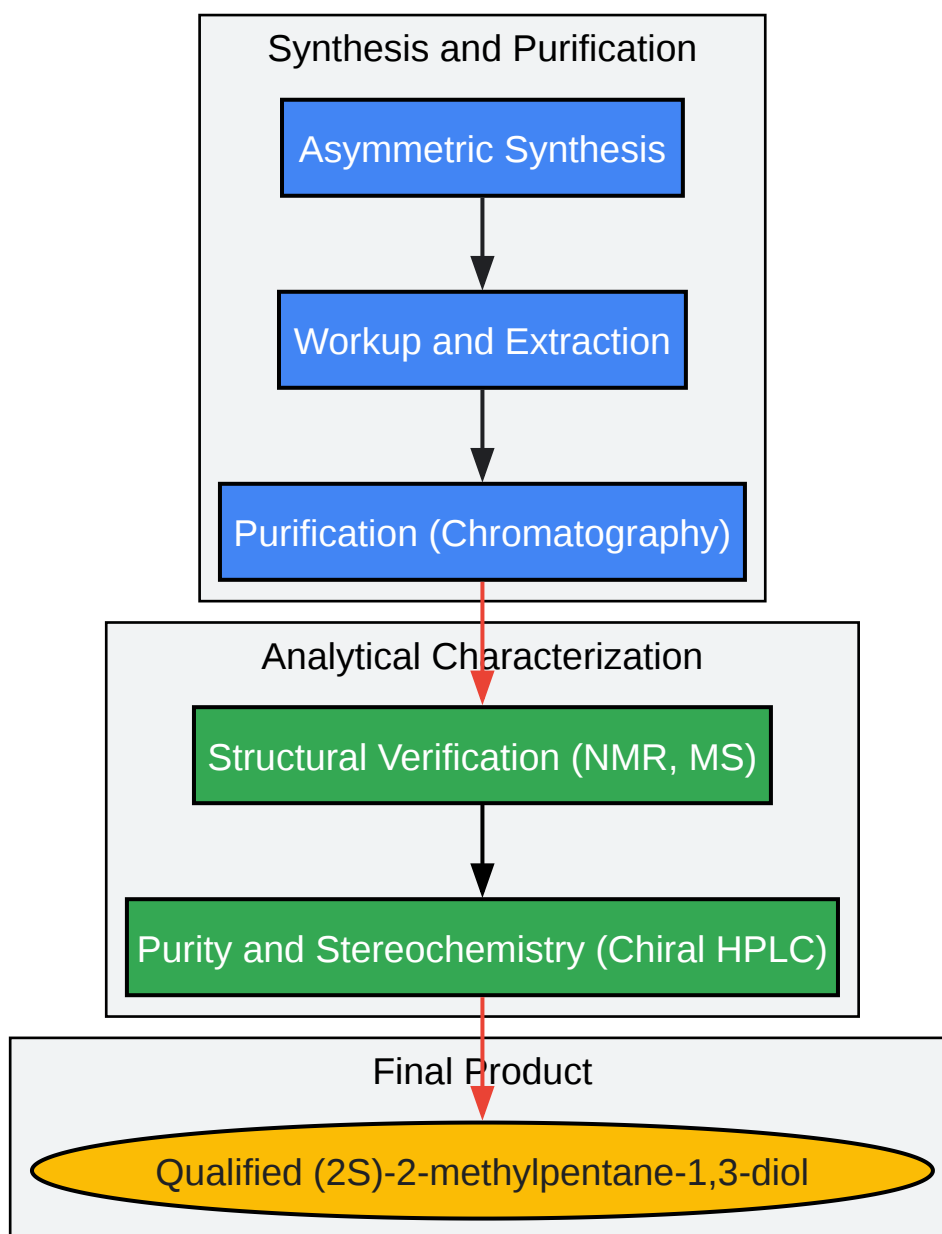 Synthesis and Purification
Asymmetric Synthesis
Workup and Extraction
Purification (Chromatography)
Analytical Characterization
Structural Verification (NMR, MS)
Purity and Stereochemistry (Chiral HPLC)
Final Product
Qualified (2S)-2-methylpentane-1,3-diol